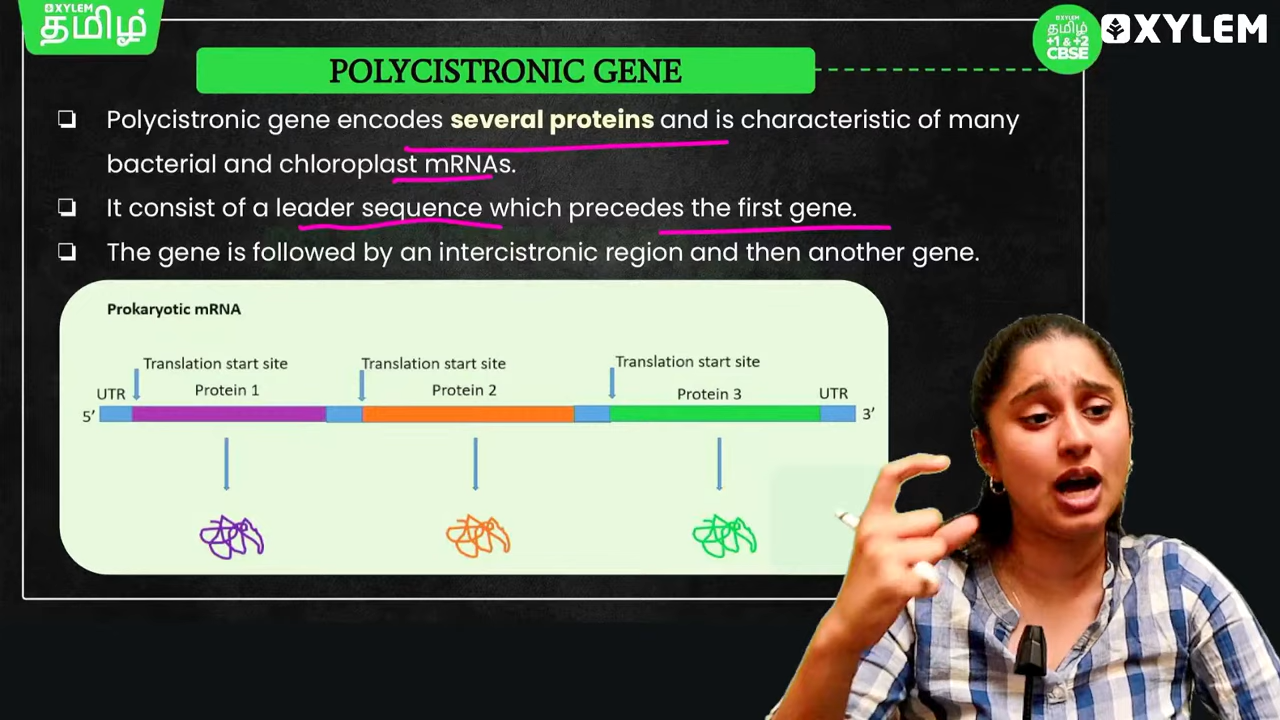 XYLEM
தமிழ்
XYLEM
தமிழ்
+1 & +2
CBSE
XYLEM
POLYCISTRONIC GENE
❑ Polycistronic gene encodes several proteins and is characteristic of many
bacterial and chloroplast mRNAs.
❑ It consist of a leader sequence which precedes the first gene.
❑ The gene is followed by an intercistronic region and then another gene.
Prokaryotic mRNA
Translation start site
Translation start site
Translation start site
UTR
Protein 1
Protein 2
Protein 3
UTR
5’
3’